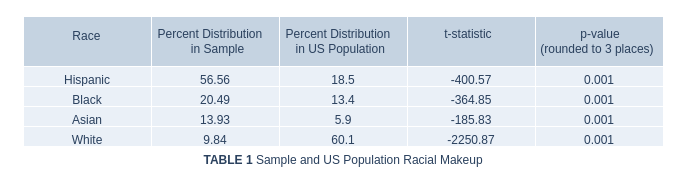 Race Percent Distribution in Sample Percent Distribution in US Population t-statistic p-value (rounded to 3 places)
Hispanic 56.56 18.5 -400.57 0.001
Black 20.49 13.4 -364.85 0.001
Asian 13.93 5.9 -185.83 0.001
White 9.84 60.1 -2250.87 0.001
TABLE 1 Sample and US Population Racial Makeup